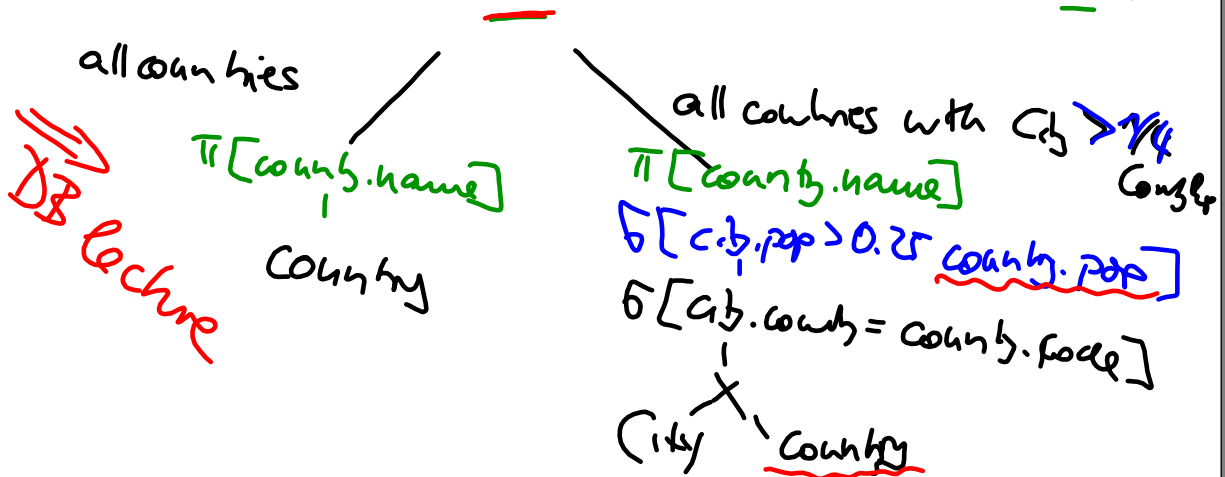 all countries
all countries with City > 1/4
Country
DB lecture
π[country.name]
π[country.name]
Country
σ[City.pop > 0.25 country.pop]
σ[City.country = country.code]
×
City
Country